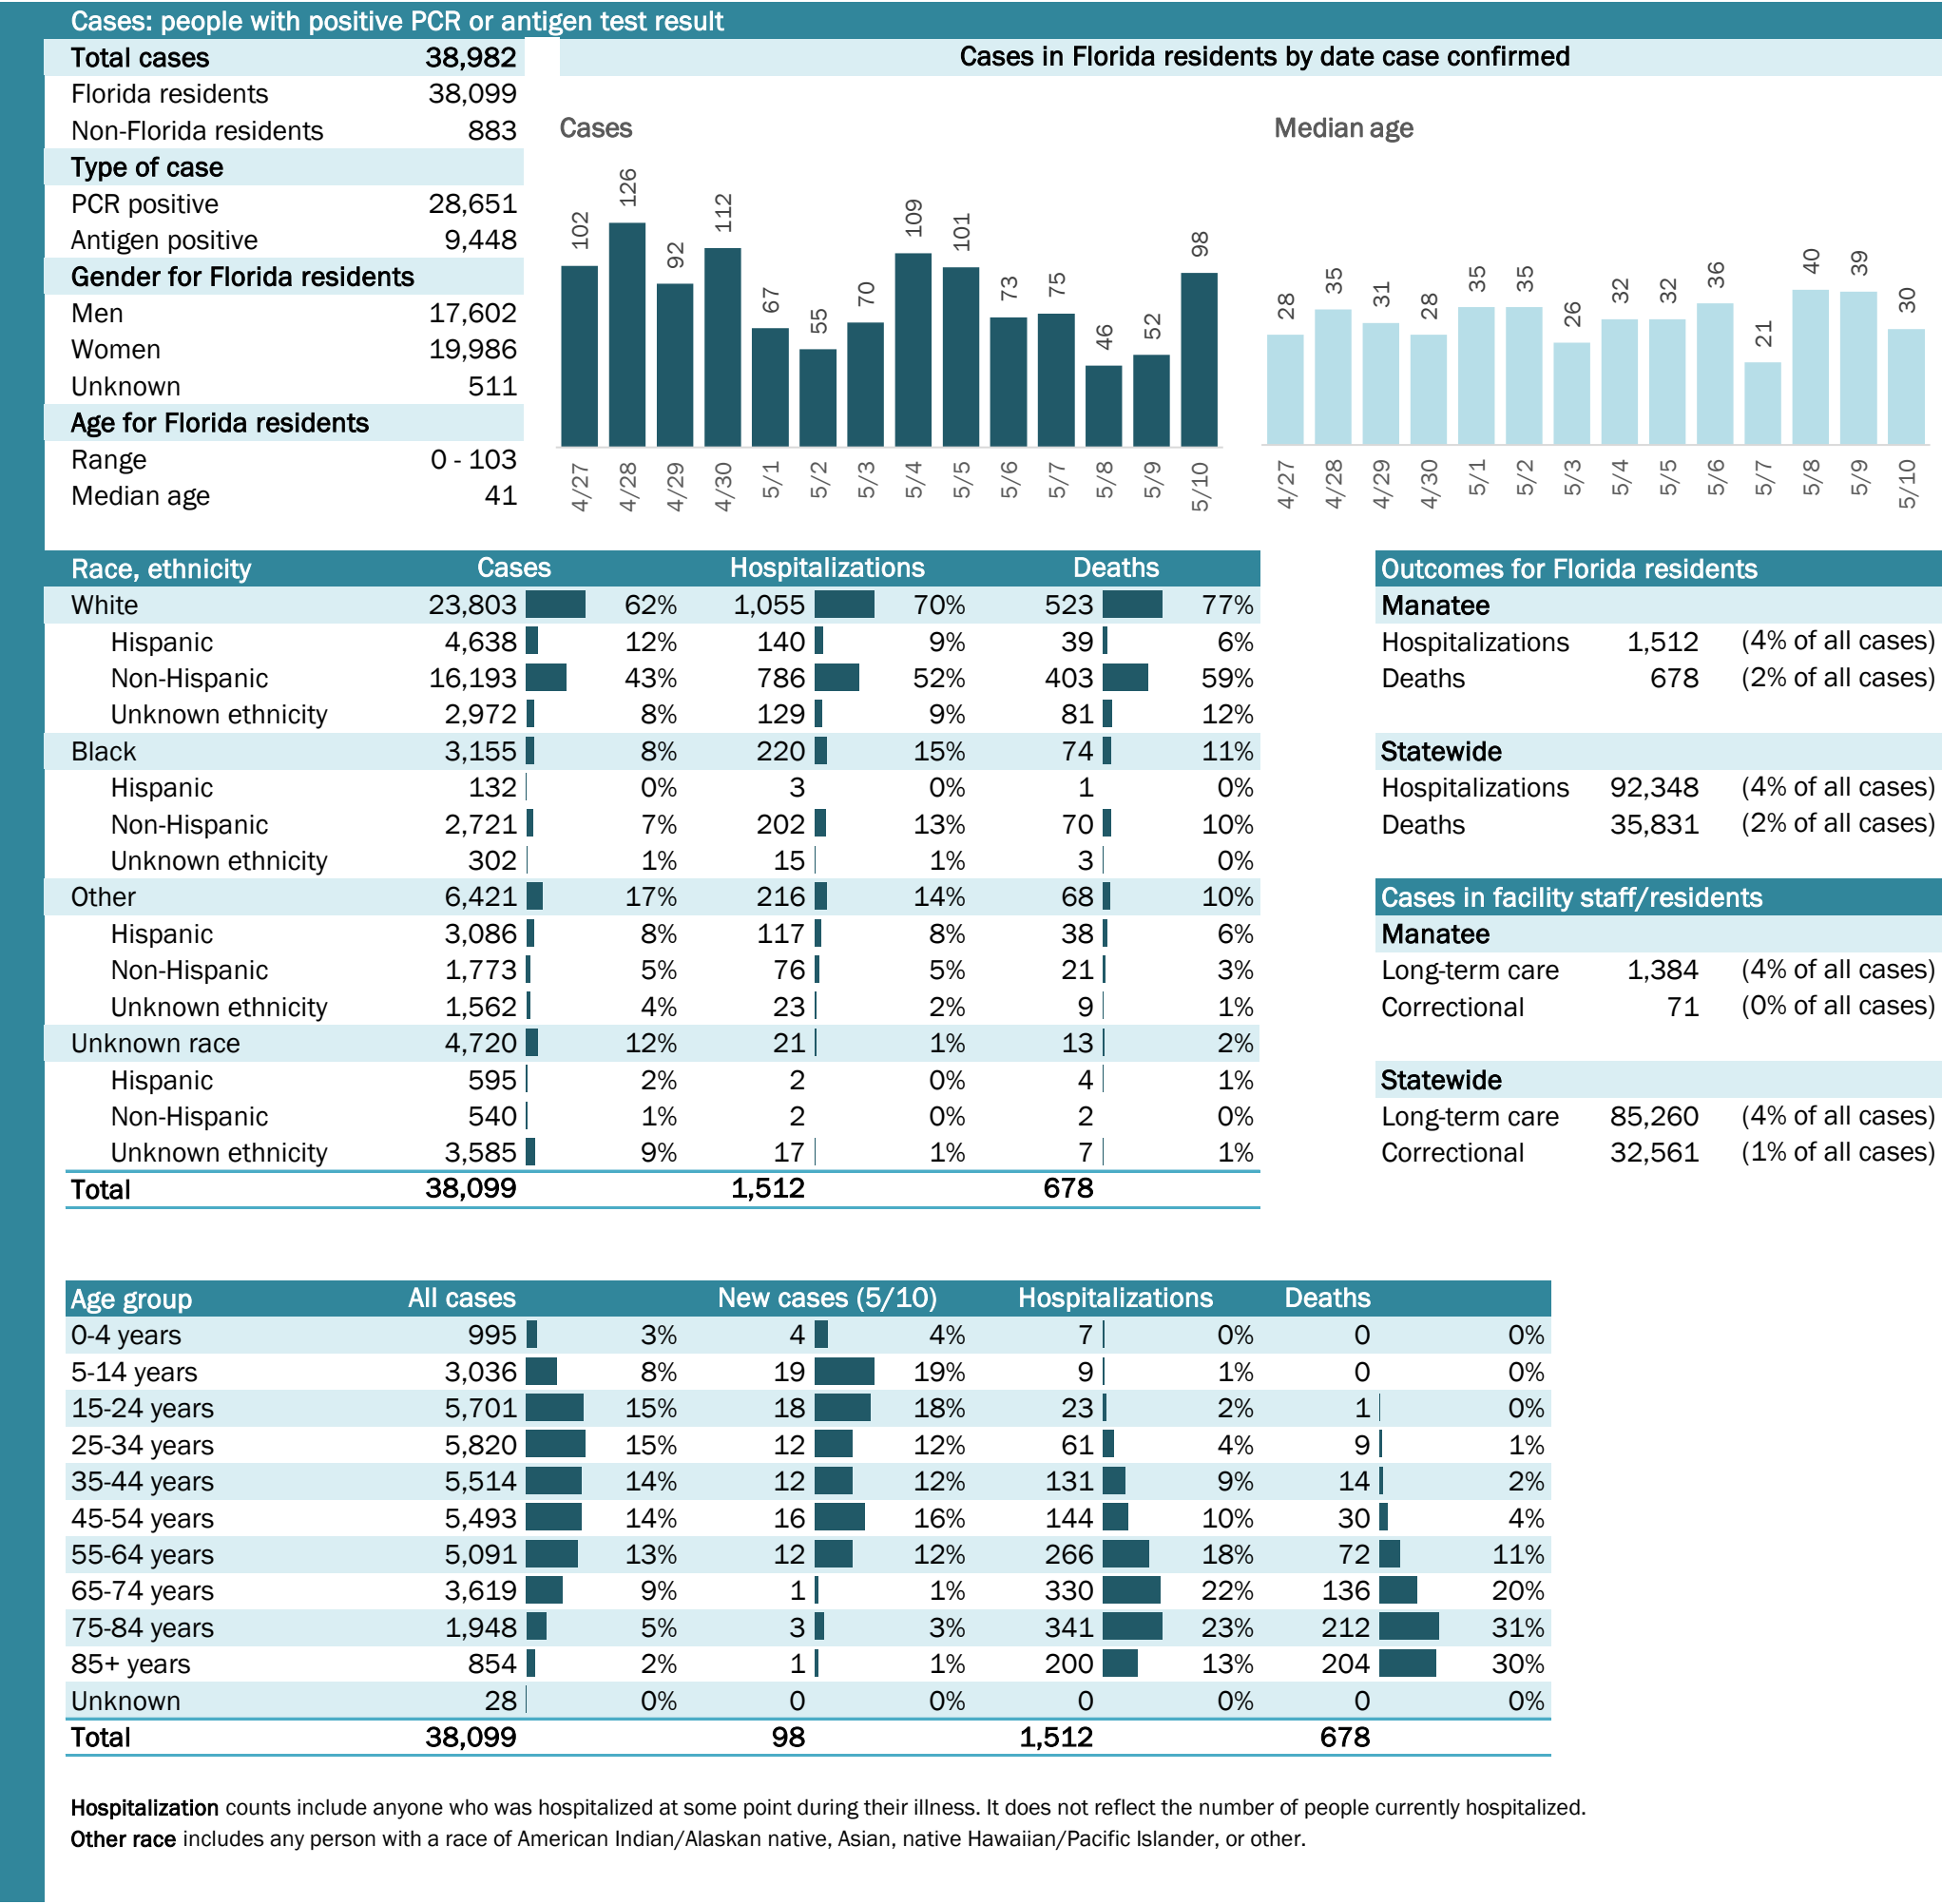 Cases: people with positive PCR or antigen test result
Total cases 38,982
Florida residents 38,099
Non-Florida residents 883
Type of case
PCR positive 28,651
Antigen positive 9,448
Gender for Florida residents
Men 17,602
Women 19,986
Unknown 511
Age for Florida residents
Range 0 - 103
Median age 41
Cases in Florida residents by date case confirmed
Cases
102 126 92 112 67 55 70 109 101 73 75 46 52 98
4/27 4/28 4/29 4/30 5/1 5/2 5/3 5/4 5/5 5/6 5/7 5/8 5/9 5/10
Median age
28 35 31 28 35 35 26 32 32 36 21 40 39 30
4/27 4/28 4/29 4/30 5/1 5/2 5/3 5/4 5/5 5/6 5/7 5/8 5/9 5/10
Race, ethnicity Cases Hospitalizations Deaths
White 23,803 62% 1,055 70% 523 77%
Hispanic 4,638 12% 140 9% 39 6%
Non-Hispanic 16,193 43% 786 52% 403 59%
Unknown ethnicity 2,972 8% 129 9% 81 12%
Black 3,155 8% 220 15% 74 11%
Hispanic 132 0% 3 0% 1 0%
Non-Hispanic 2,721 7% 202 13% 70 10%
Unknown ethnicity 302 1% 15 1% 3 0%
Other 6,421 17% 216 14% 68 10%
Hispanic 3,086 8% 117 8% 38 6%
Non-Hispanic 1,773 5% 76 5% 21 3%
Unknown ethnicity 1,562 4% 23 2% 9 1%
Unknown race 4,720 12% 21 1% 13 2%
Hispanic 595 2% 2 0% 4 1%
Non-Hispanic 540 1% 2 0% 2 0%
Unknown ethnicity 3,585 9% 17 1% 7 1%
Total 38,099 1,512 678
Outcomes for Florida residents
Manatee
Hospitalizations 1,512 (4% of all cases)
Deaths 678 (2% of all cases)
Statewide
Hospitalizations 92,348 (4% of all cases)
Deaths 35,831 (2% of all cases)
Cases in facility staff/residents
Manatee
Long-term care 1,384 (4% of all cases)
Correctional 71 (0% of all cases)
Statewide
Long-term care 85,260 (4% of all cases)
Correctional 32,561 (1% of all cases)
Age group All cases New cases (5/10) Hospitalizations Deaths
0-4 years 995 3% 4 4% 7 0% 0 0%
5-14 years 3,036 8% 19 19% 9 1% 0 0%
15-24 years 5,701 15% 18 18% 23 2% 1 0%
25-34 years 5,820 15% 12 12% 61 4% 9 1%
35-44 years 5,514 14% 12 12% 131 9% 14 2%
45-54 years 5,493 14% 16 16% 144 10% 30 4%
55-64 years 5,091 13% 12 12% 266 18% 72 11%
65-74 years 3,619 9% 1 1% 330 22% 136 20%
75-84 years 1,948 5% 3 3% 341 23% 212 31%
85+ years 854 2% 1 1% 200 13% 204 30%
Unknown 28 0% 0 0% 0 0% 0 0%
Total 38,099 98 1,512 678
Hospitalization counts include anyone who was hospitalized at some point during their illness. It does not reflect the number of people currently hospitalized.
Other race includes any person with a race of American Indian/Alaskan native, Asian, native Hawaiian/Pacific Islander, or other.